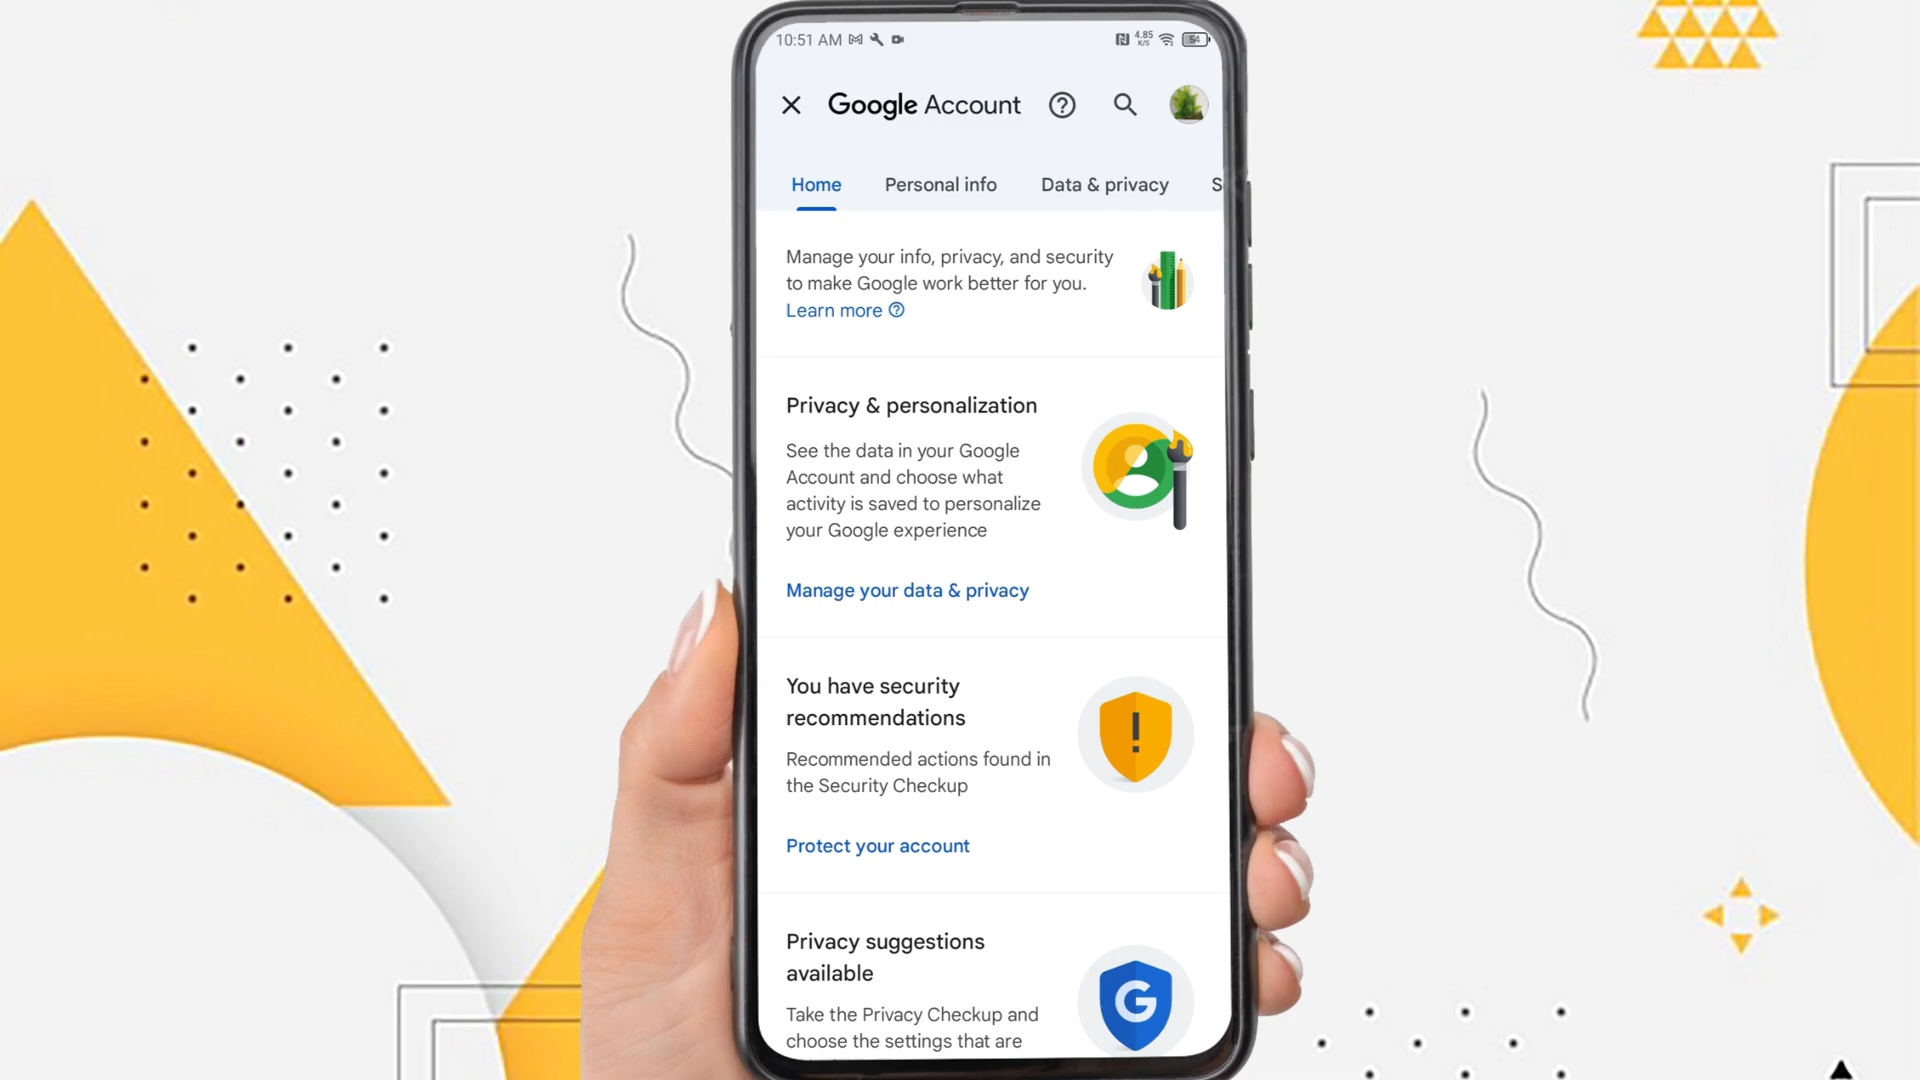 10:51 AM
4.85
K/S
54
Google Account
Home Personal info Data & privacy S
Manage your info, privacy, and security
to make Google work better for you.
Learn more
Privacy & personalization
See the data in your Google
Account and choose what
activity is saved to personalize
your Google experience
Manage your data & privacy
You have security
recommendations
Recommended actions found in
the Security Checkup
Protect your account
Privacy suggestions
available
G
Take the Privacy Checkup and
choose the settings that are